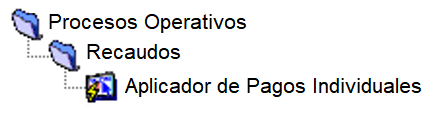 Procesos Operativos
Recaudos
Aplicador de Pagos Individuales